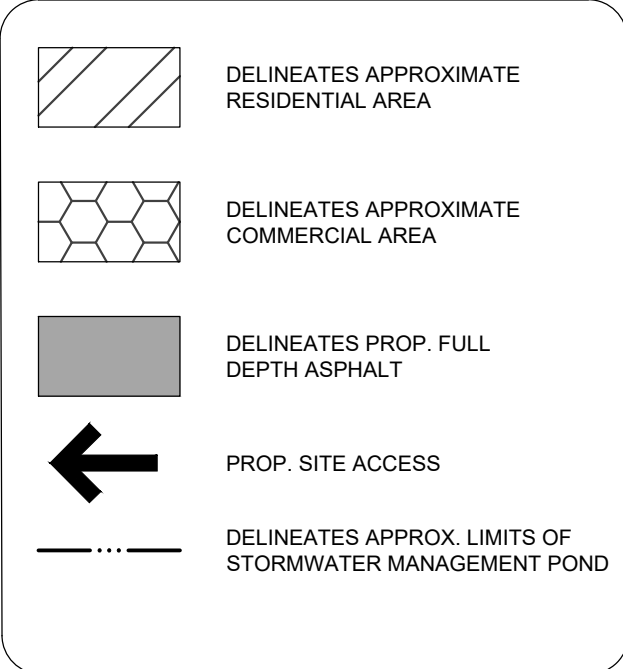 DELINEATES APPROXIMATE
RESIDENTIAL AREA
DELINEATES APPROXIMATE
COMMERCIAL AREA
DELINEATES PROP. FULL
DEPTH ASPHALT
PROP. SITE ACCESS
DELINEATES APPROX. LIMITS OF
STORMWATER MANAGEMENT POND